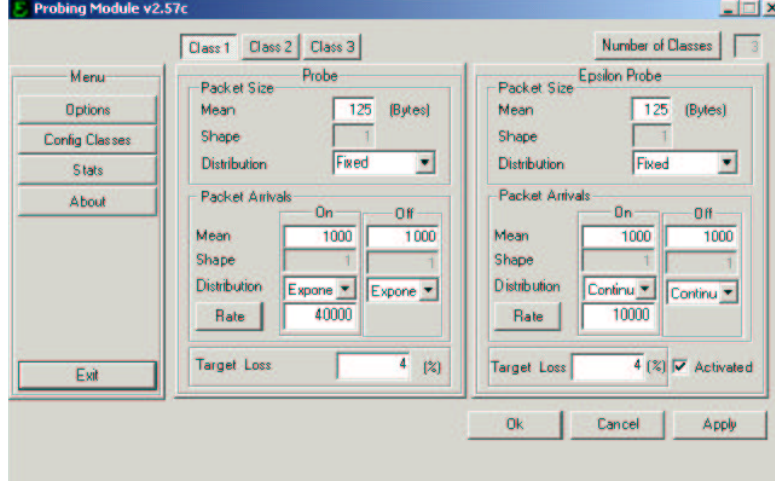 Probing Module v2.57c
Class 1 Class 2 Class 3 Number of Classes 3
Menu
Options
Config Classes
Stats
About
Exit
Probe
Packet Size
Mean 125 (Bytes)
Shape 1
Distribution Fixed
Packet Arrivals
On Off
Mean 1000 1000
Shape 1 1
Distribution Expone Expone
Rate 40000
Target Loss 4 (%)
Epsilon Probe
Packet Size
Mean 125 (Bytes)
Shape 1
Distribution Fixed
Packet Arrivals
On Off
Mean 1000 1000
Shape 1 1
Distribution Continu Continu
Rate 10000
Target Loss 4 (%) Activated
Ok Cancel Apply